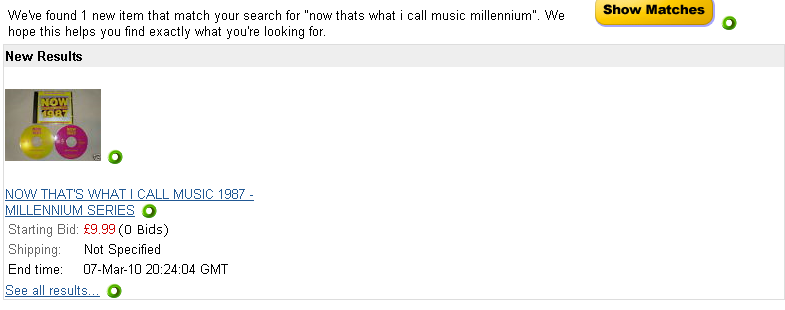 We've found 1 new item that match your search for "now thats what i call music millennium". We
hope this helps you find exactly what you're looking for.
Show Matches
New Results
NOW
1987
NOW THAT'S WHAT I CALL MUSIC 1987 -
MILLENNIUM SERIES
Starting Bid: £9.99 (0 Bids)
Shipping: Not Specified
End time: 07-Mar-10 20:24:04 GMT
See all results...